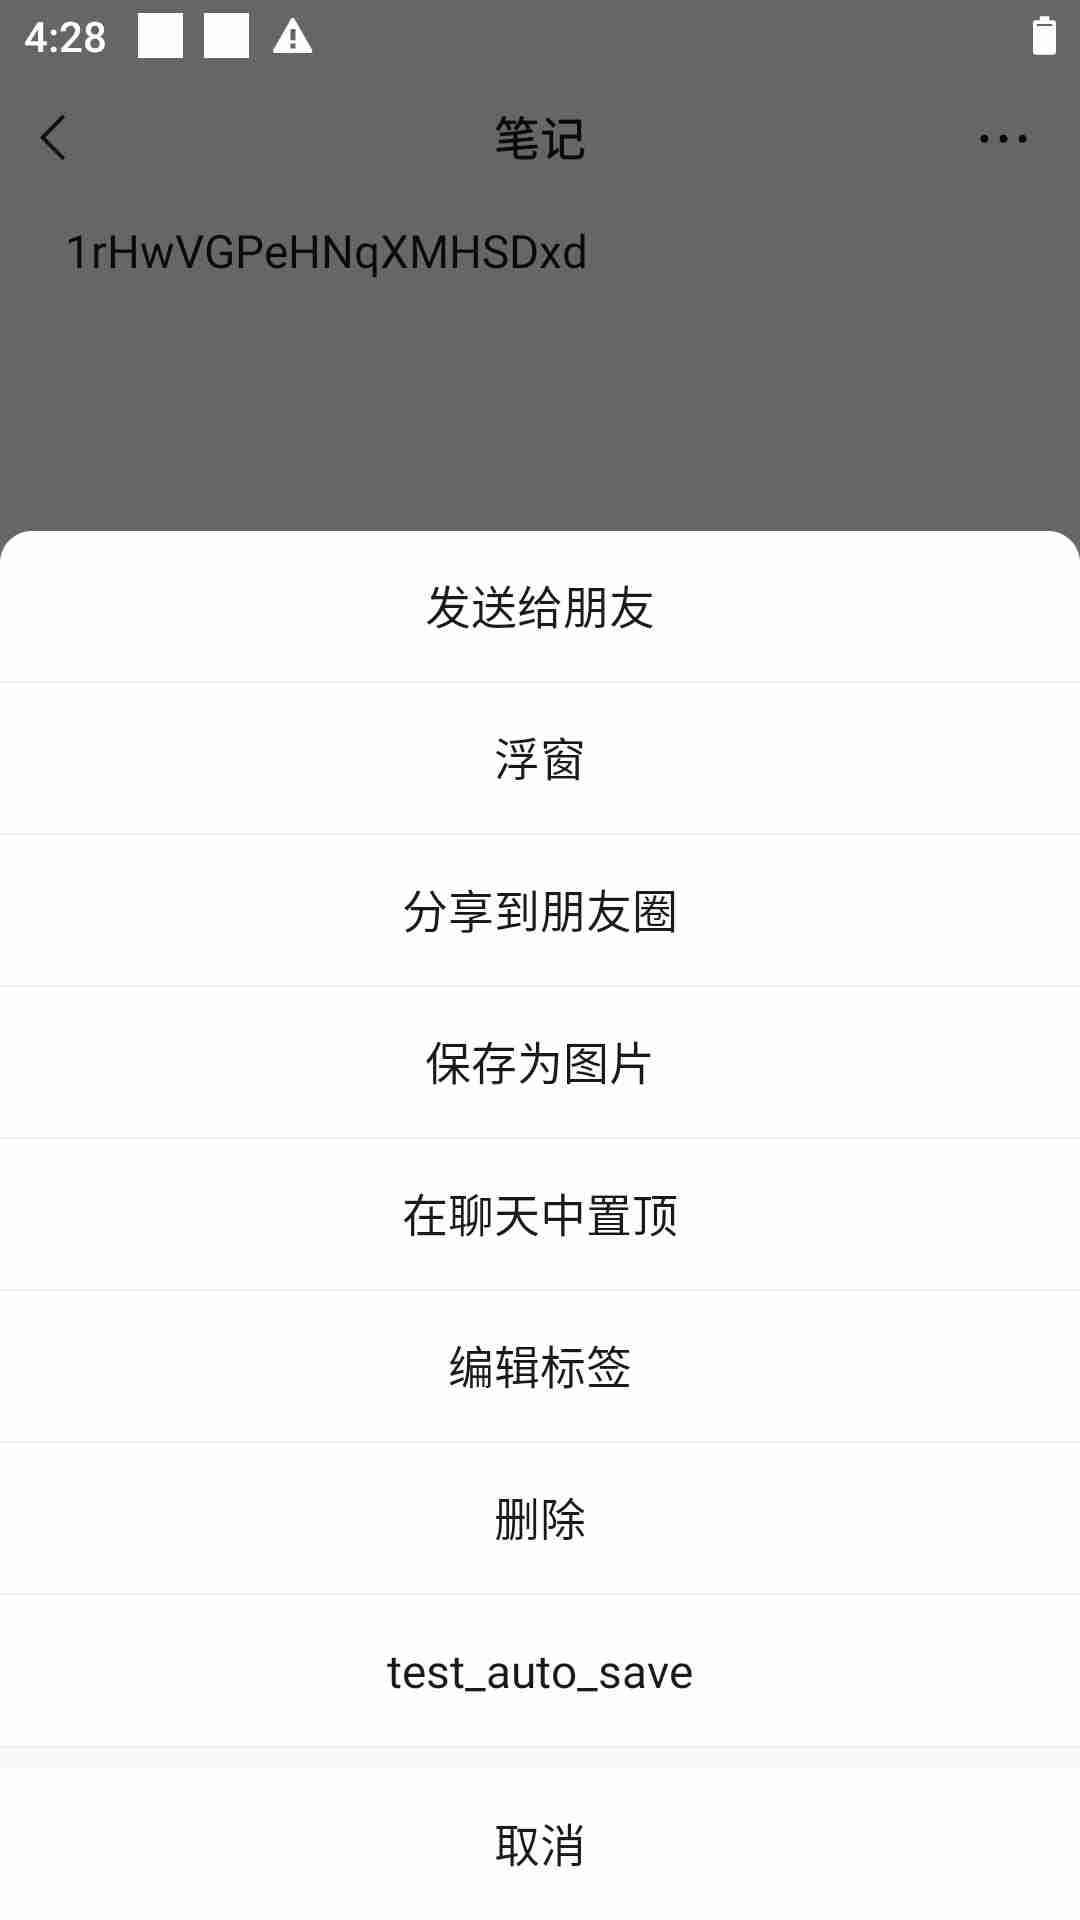 4:28
笔记
1rHwVGPeHNqXMHSDxd
发送给朋友
浮窗
分享到朋友圈
保存为图片
在聊天中置顶
编辑标签
删除
test_auto_save
取消